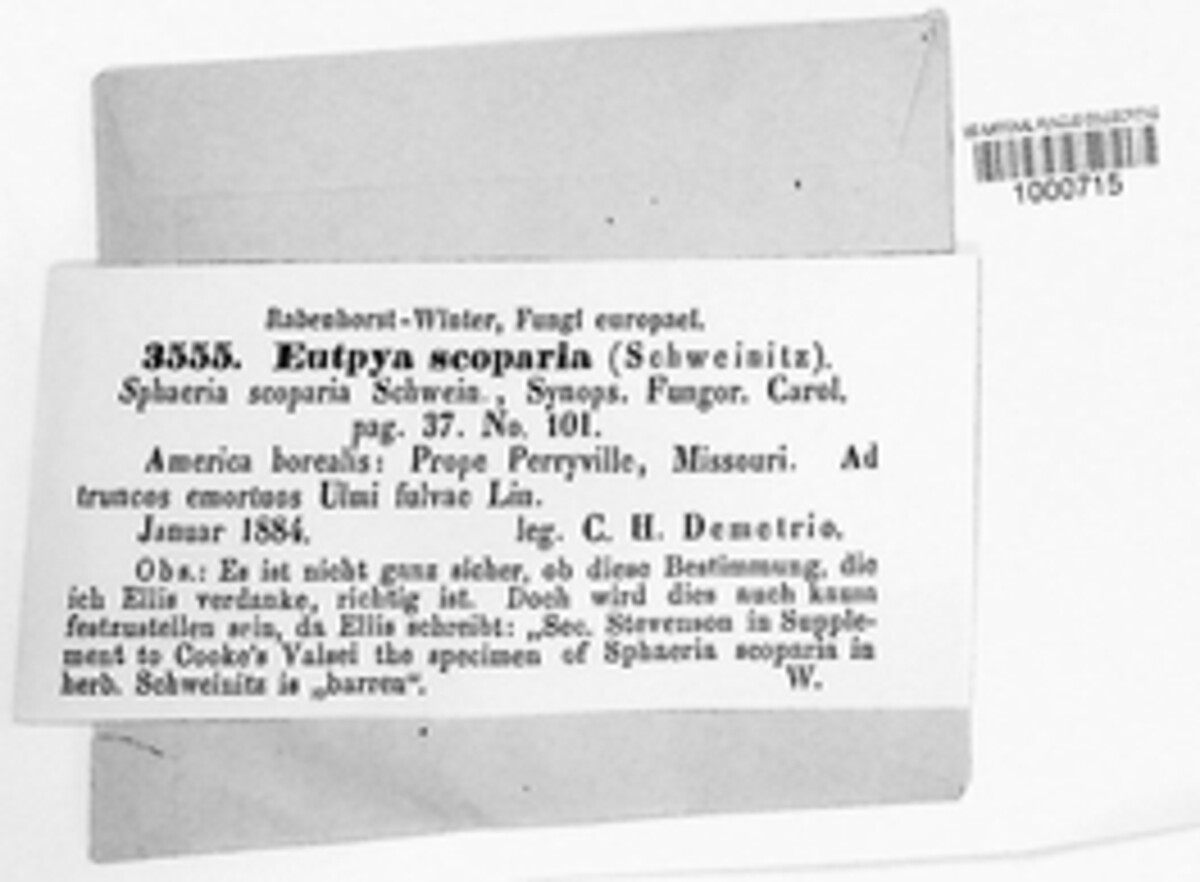 1000715
Rabenhorst-Winter, Fungi europaei.
3555. Eutpya scoparia (Schweinitz).
Sphaeria scoparia Schwein., Synops. Fungor. Carol.
pag. 37. No. 101.
America borealis: Prope Perryville, Missouri. Ad
truncos emortuos Ulmi fulvae Lin.
Januar 1884. leg. C. H. Demetrio.
Obs.: Es ist nicht ganz sicher, ob diese Bestimmung, die
ich Ellis verdanke, richtig ist. Doch wird dies auch kaum
festzustellen sein, da Ellis schreibt: „Sec. Stevenson in Supple-
ment to Cooke's Valsei the specimen of Sphaeria scoparia in
herb. Schweinitz is „barren“. W.